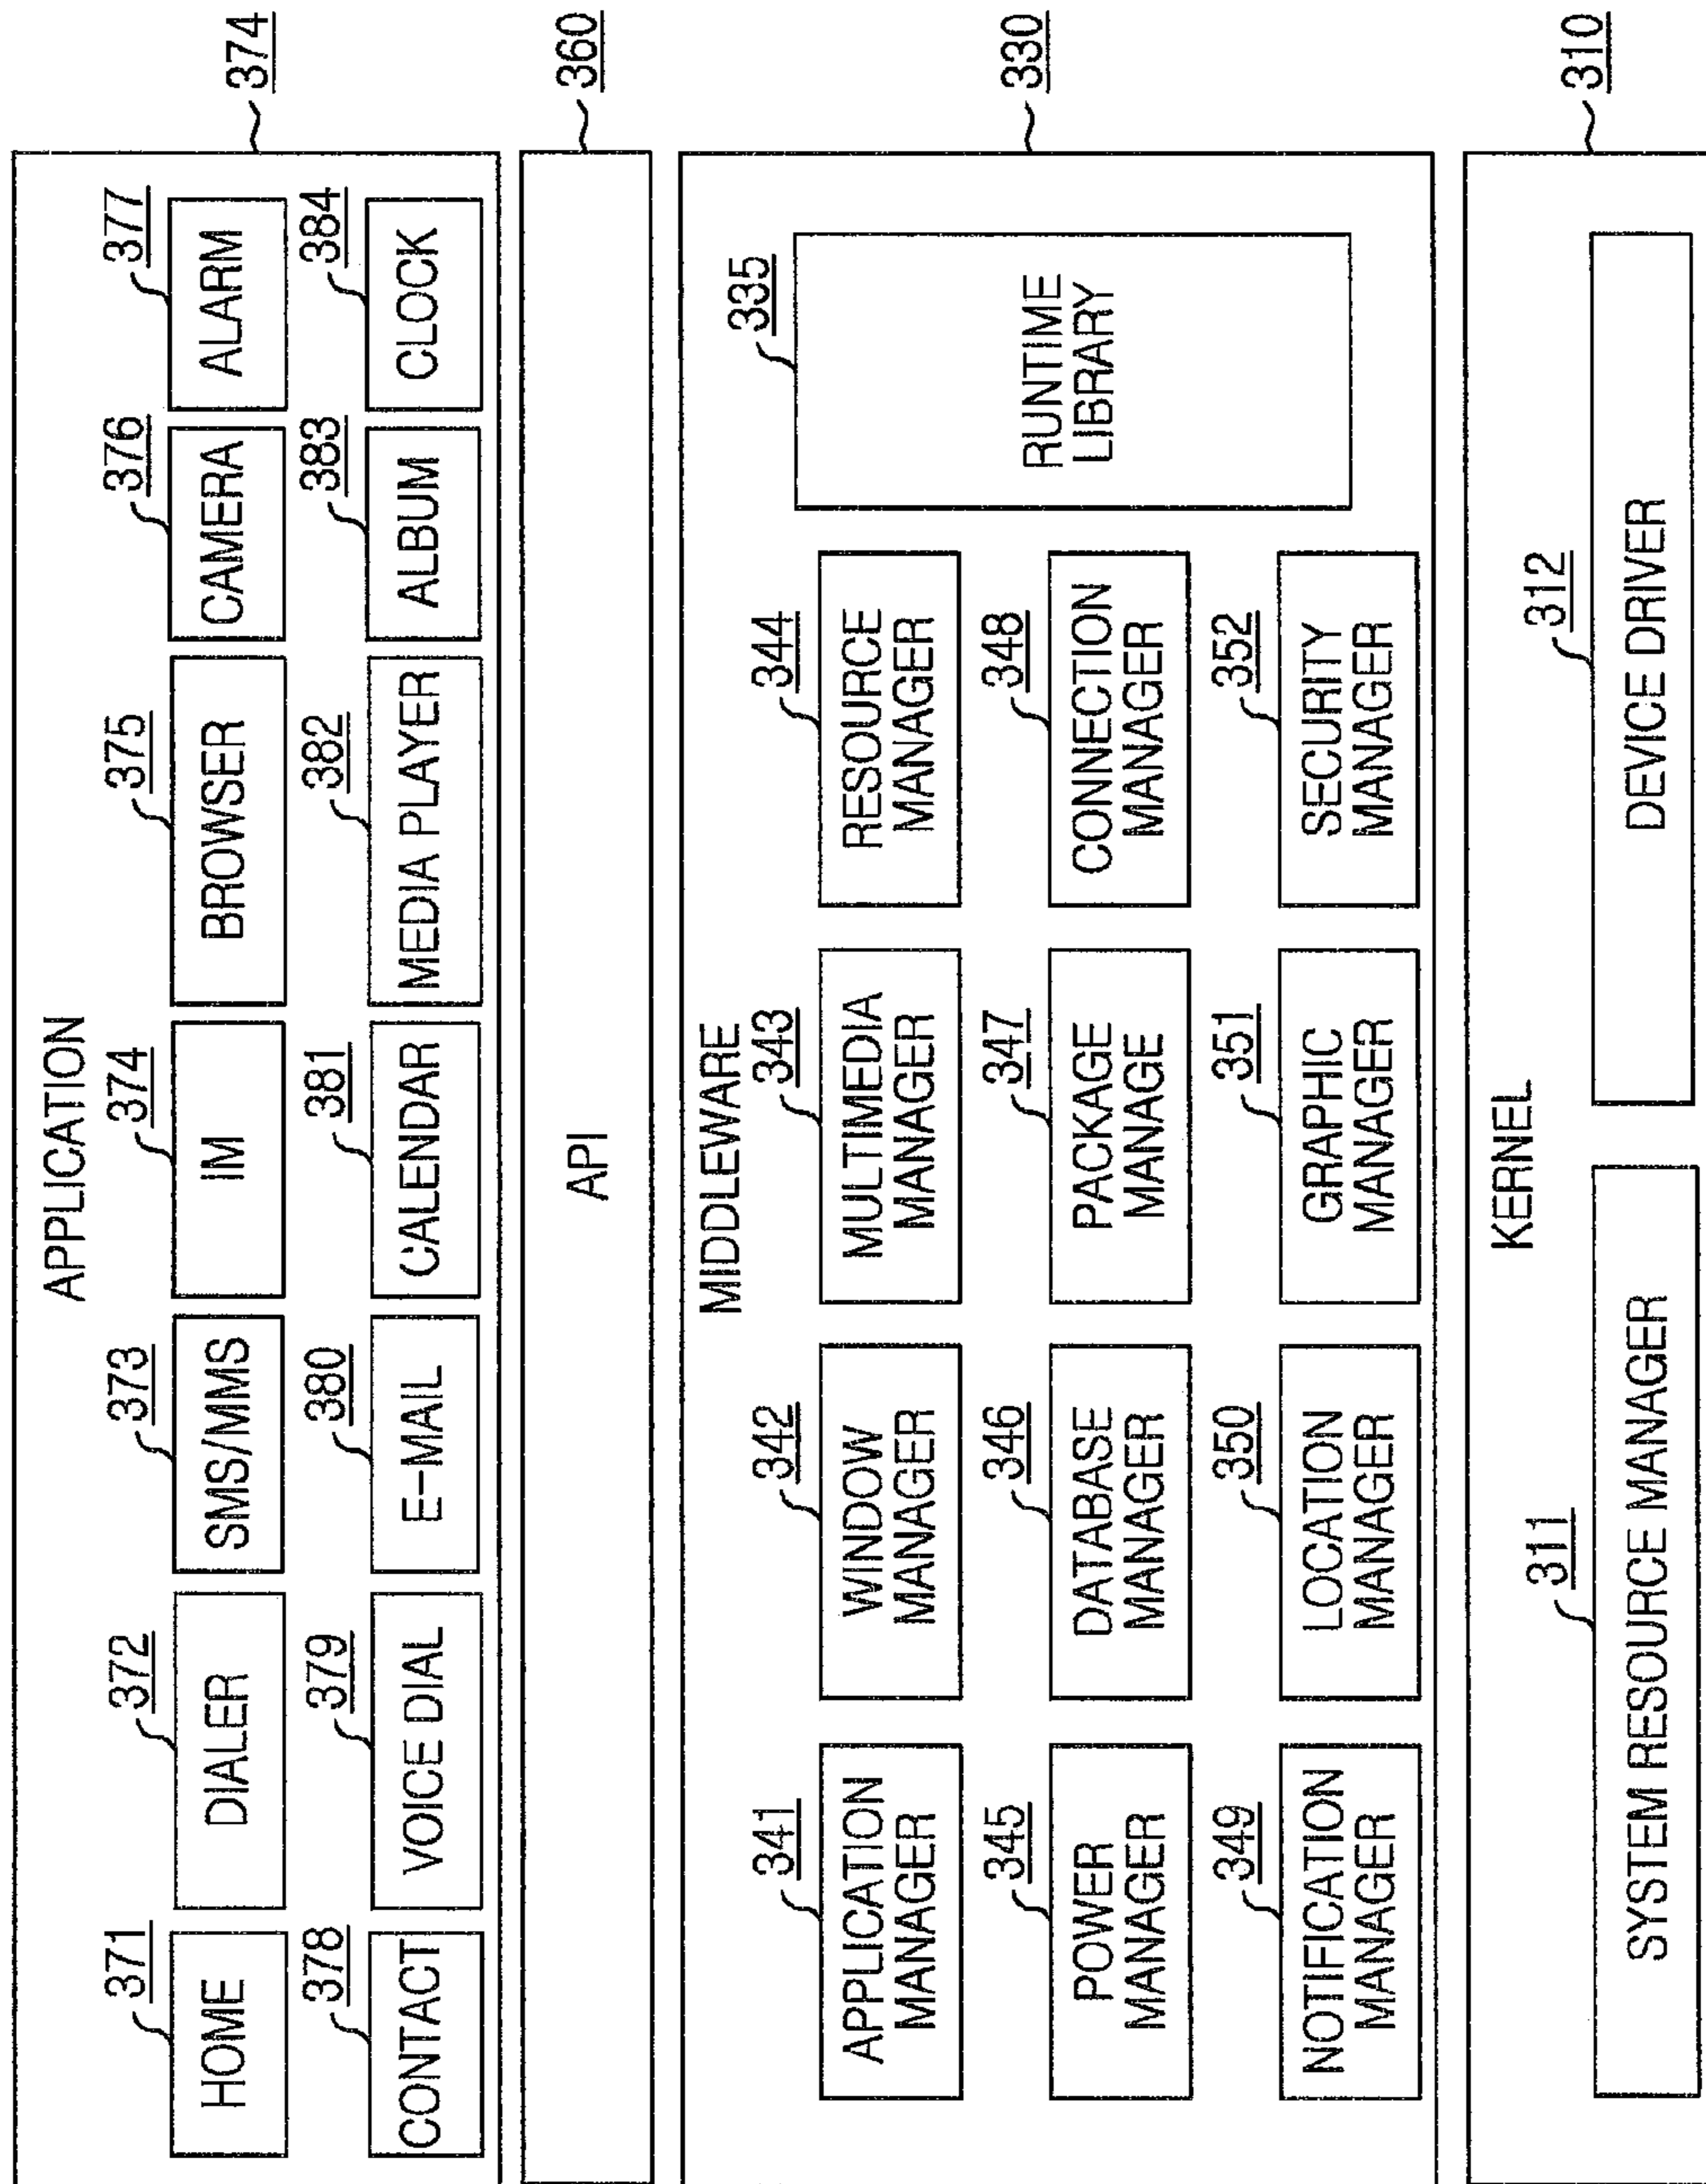 APPLICATION
374
371
372
373
374
375
376
377
HOME
DIALER
SMS/MMS
IM
BROWSER
CAMERA
ALARM
378
379
380
381
382
383
384
CONTACT
VOICE DIAL
E-MAIL
CALENDAR
MEDIA PLAYER
ALBUM
CLOCK
API
360
MIDDLEWARE
330
341
342
343
344
335
APPLICATION
MANAGER
WINDOW
MANAGER
MULTIMEDIA
MANAGER
RESOURCE
MANAGER
RUNTIME
LIBRARY
345
346
347
348
POWER
MANAGER
DATABASE
MANAGER
PACKAGE
MANAGE
CONNECTION
MANAGER
349
350
351
352
NOTIFICATION
MANAGER
LOCATION
MANAGER
GRAPHIC
MANAGER
SECURITY
MANAGER
KERNEL
310
311
312
SYSTEM RESOURCE MANAGER
DEVICE DRIVER